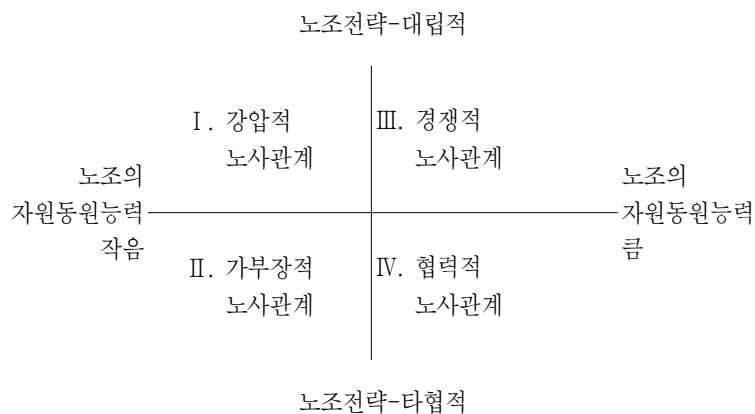 노조전략-대립적
Ⅰ. 강압적
노사관계
Ⅲ. 경쟁적
노사관계
노조의
자원동원능력
작음
노조의
자원동원능력
큼
Ⅱ. 가부장적
노사관계
Ⅳ. 협력적
노사관계
노조전략-타협적